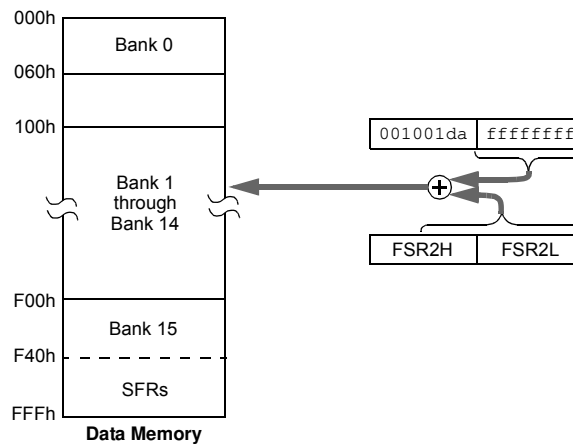 000h
Bank 0
060h
100h
001001da ffffffff
Bank 1
through
Bank 14
FSR2H FSR2L
F00h
Bank 15
F40h
SFRs
FFFh
Data Memory